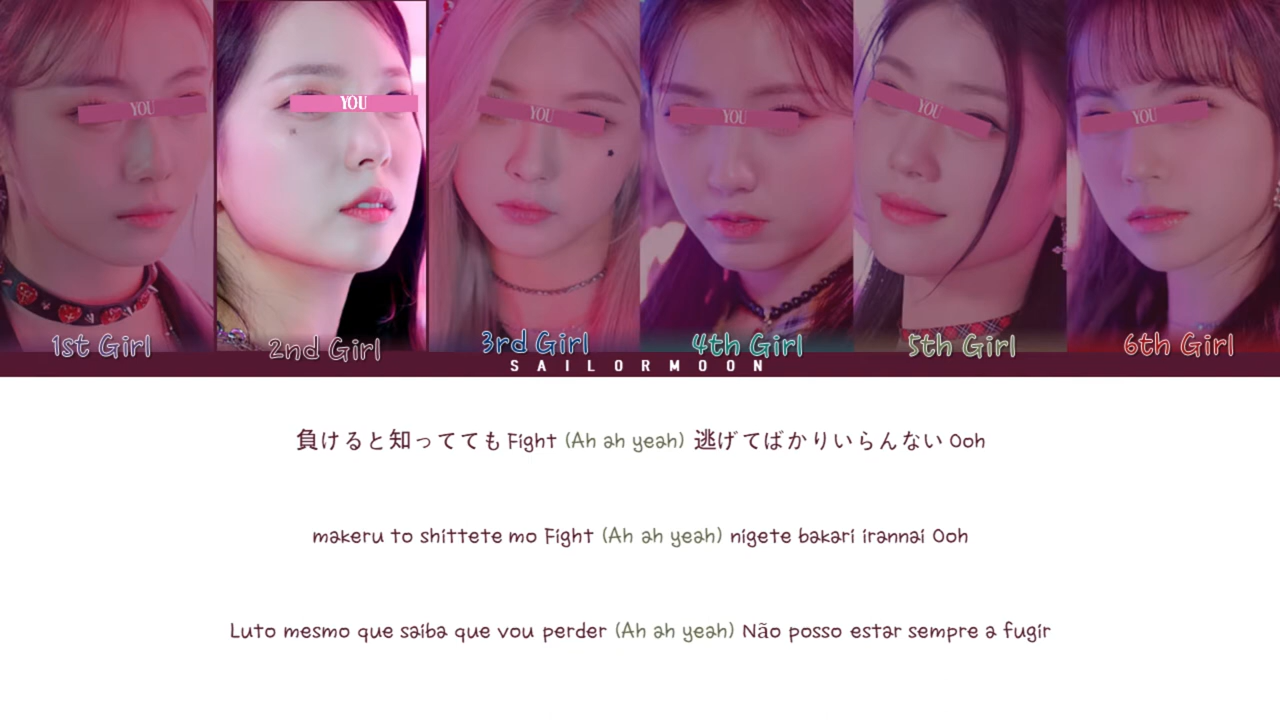 YOU YOU YOU YOU YOU YOU
1st Girl 2nd Girl 3rd Girl 4th Girl 5th Girl 6th Girl
SAILORMOON
負けると知ってても Fight (Ah ah yeah) 逃げてばかりいらんない Ooh
makeru to shittete mo Fight (Ah ah yeah) nigete bakari irannai Ooh
Luto mesmo que saiba que vou perder (Ah ah yeah) Não posso estar sempre a fugir